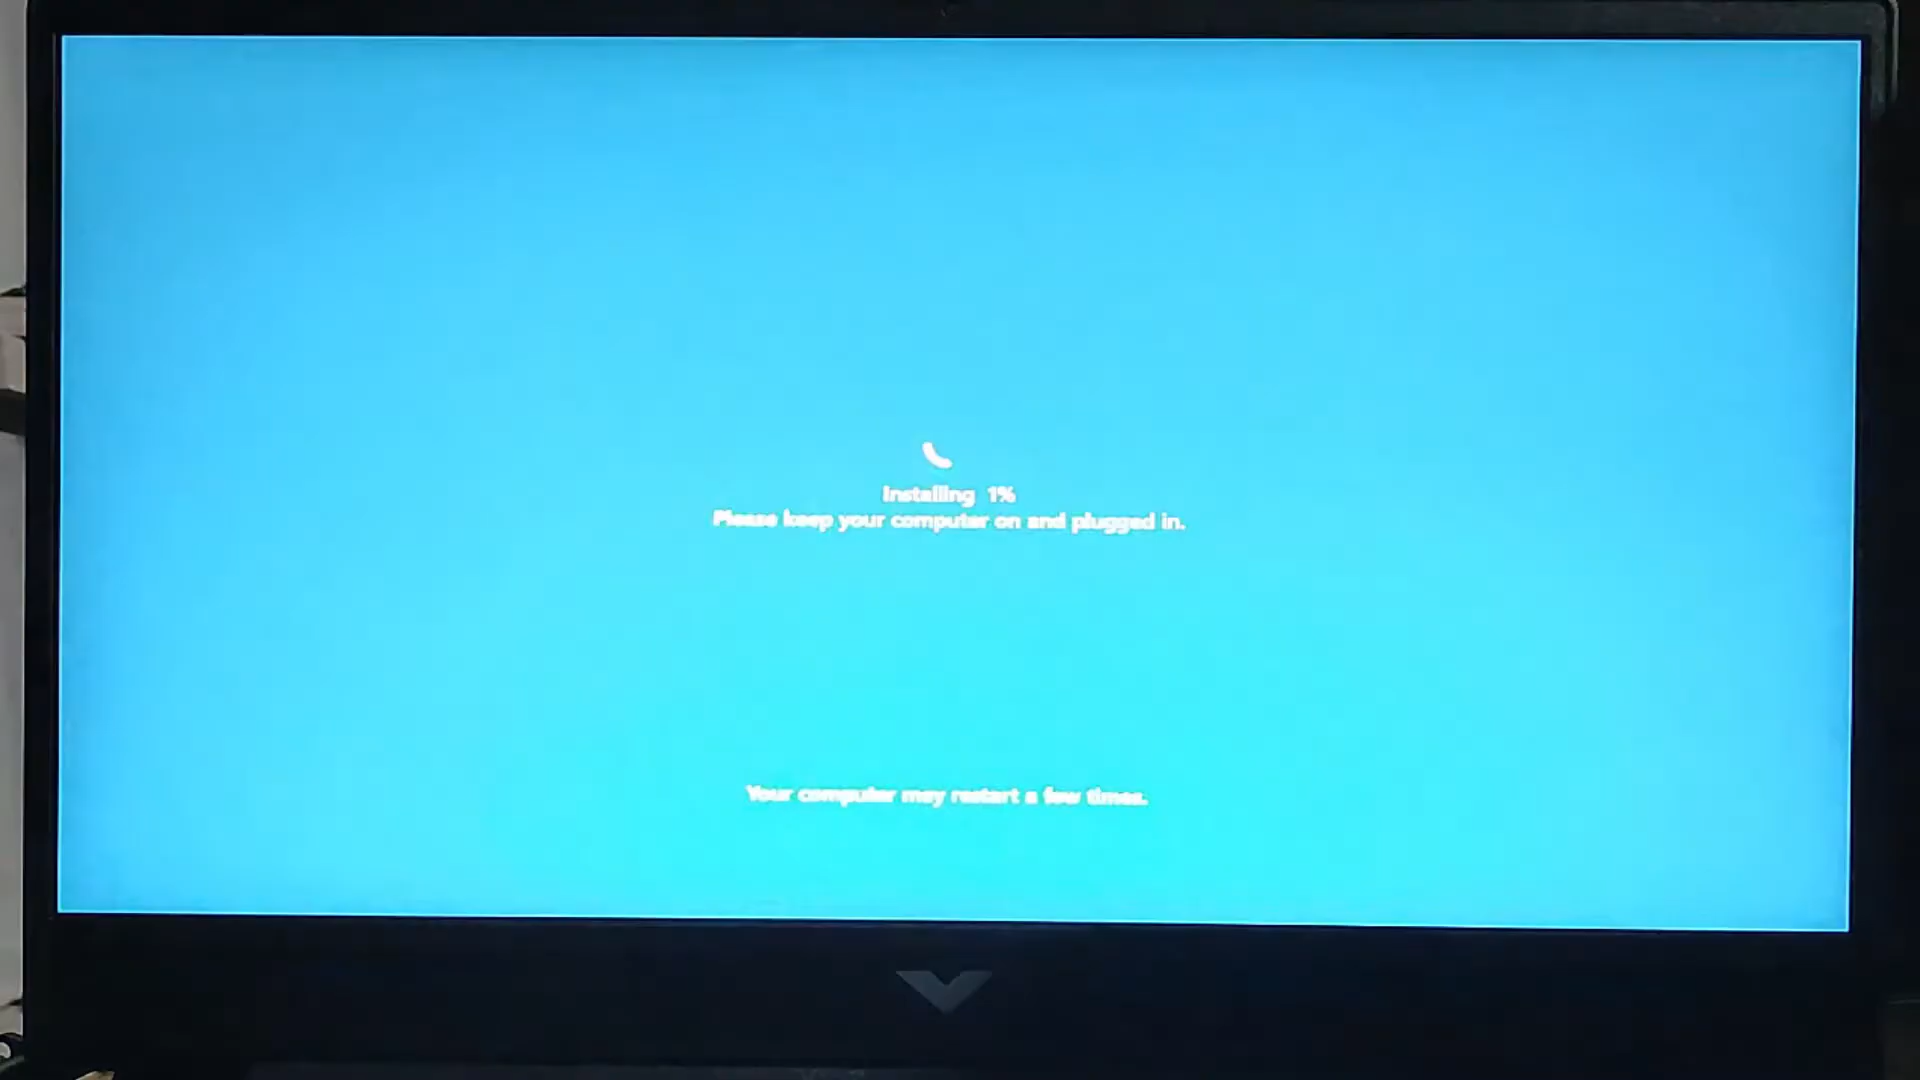 Installing 1%
Please keep your computer on and plugged in.
Your computer may restart a few times.